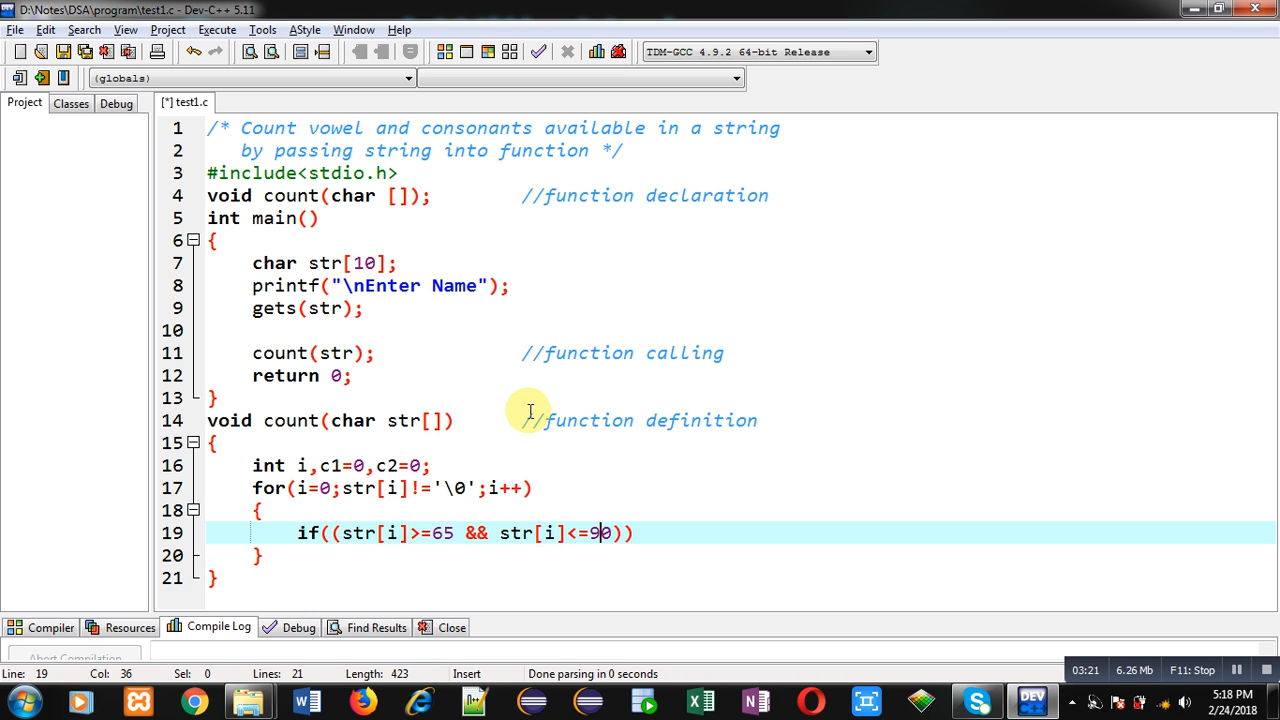 D:\Notes\DSA\program\test1.c - Dev-C++ 5.11
File Edit Search View Project Execute Tools AStyle Window Help
TDM-GCC 4.9.2 64-bit Release
(globals)
Project Classes Debug
[*] test1.c
1 /* Count vowel and consonants available in a string
2 by passing string into function */
3 #include<stdio.h>
4 void count(char []); //function declaration
5 int main()
6 {
7 char str[10];
8 printf("\nEnter Name");
9 gets(str);
10
11 count(str); //function calling
12 return 0;
13 }
14 void count(char str[]) //function definition
15 {
16 int i,c1=0,c2=0;
17 for(i=0;str[i]!='\0';i++)
18 {
19 if((str[i]>=65 && str[i]<=90))
20 }
21 }
Compiler Resources Compile Log Debug Find Results Close
Abort Compilation
Line: 19 Col: 36 Sel: 0 Lines: 21 Length: 423 Insert Done parsing in 0 seconds
03:21 6.26 Mb F11: Stop
5:18 PM
2/24/2018